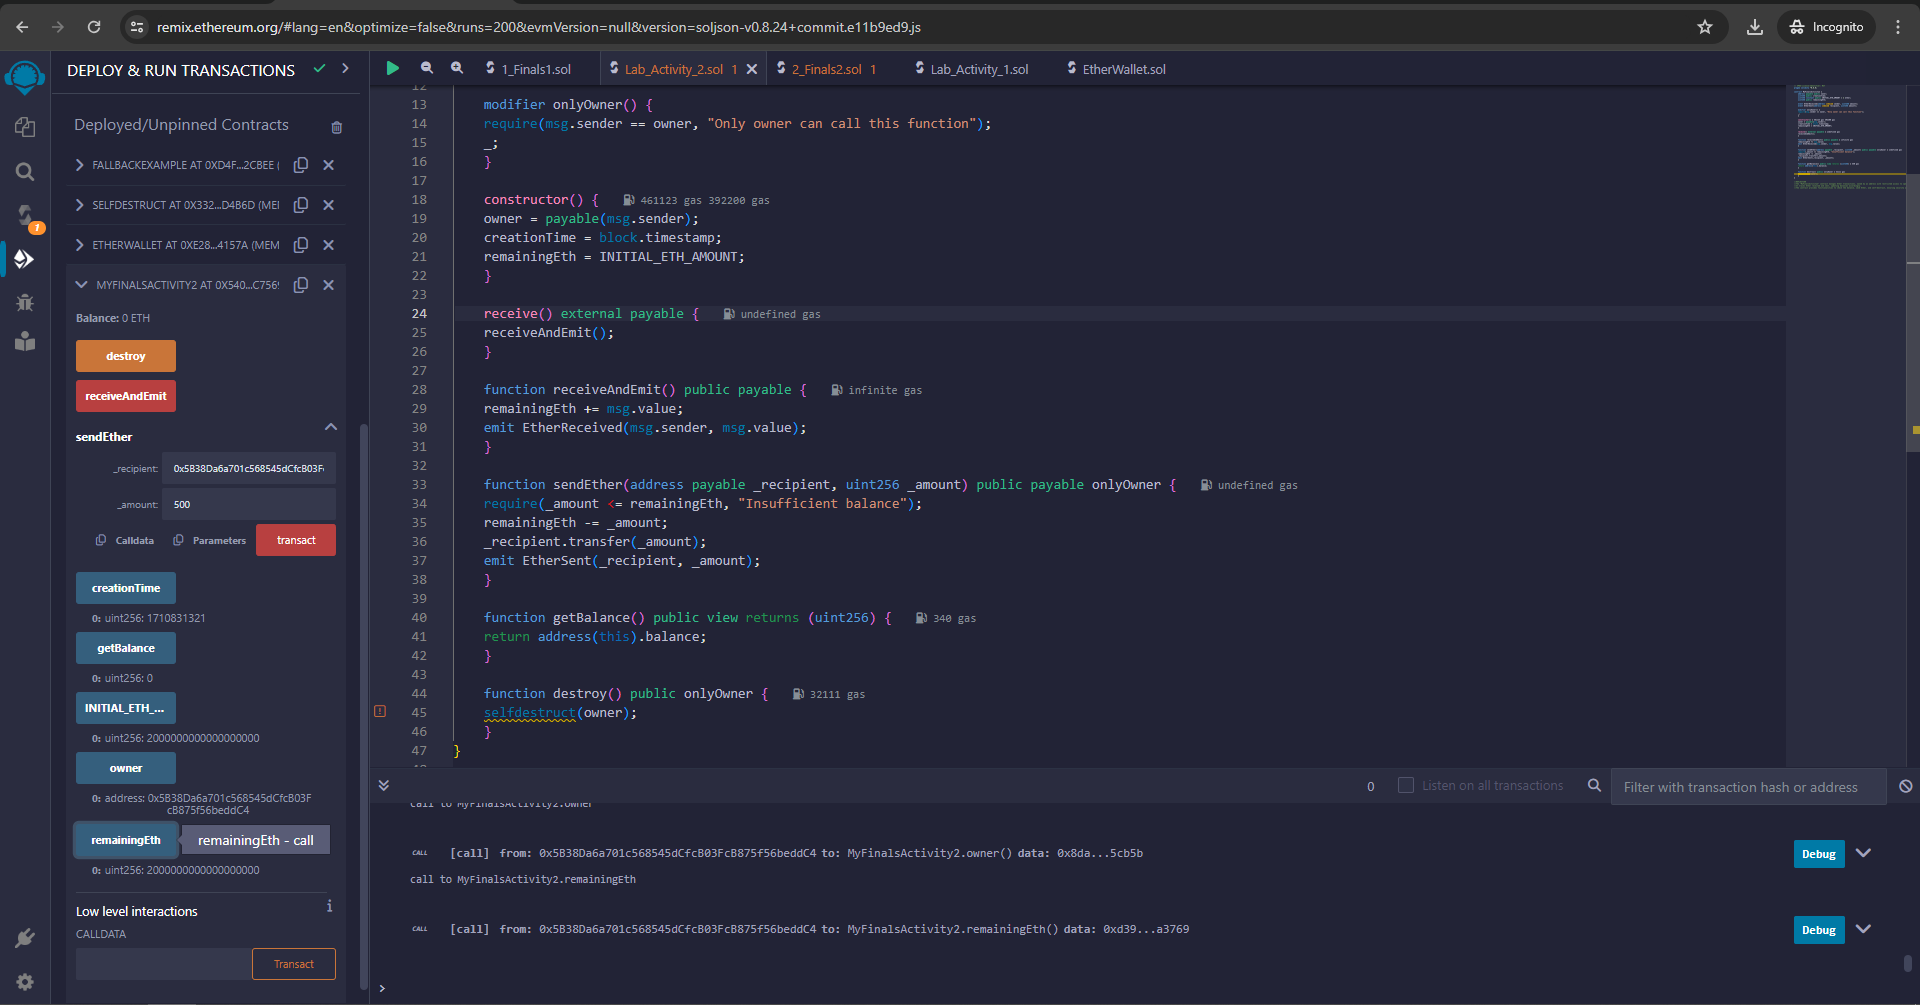 remix.ethereum.org/#lang=en&optimize=false&runs=200&evmVersion=null&version=soljson-v0.8.24+commit.e11b9ed9.js
Incognito
DEPLOY & RUN TRANSACTIONS
Deployed/Unpinned Contracts
FALLBACKEXAMPLE AT 0XD4F...2CBEE (
SELFDESTRUCT AT 0X332...D4B6D (MEI
ETHERWALLET AT 0XE28...4157A (MEM
MYFINALSACTIVITY2 AT 0X540...C756
Balance: 0 ETH
destroy
receiveAndEmit
sendEther
_recipient:
0x5B38Da6a701c568545dCfcB03F
_amount:
500
Calldata
Parameters
transact
creationTime
0: uint256: 1710831321
getBalance
0: uint256: 0
INITIAL_ETH_...
0: uint256: 2000000000000000000
owner
0: address: 0x5B38Da6a701c568545dCfcB03F
cB875f56beddC4
remainingEth
remainingEth - call
0: uint256: 2000000000000000000
Low level interactions
i
CALLDATA
Transact
1
1_Finals1.sol
Lab_Activity_2.sol 1
2_Finals2.sol 1
Lab_Activity_1.sol
EtherWallet.sol
12
13 modifier onlyOwner() {
14 require(msg.sender == owner, "Only owner can call this function");
15 _;
16 }
17
18 constructor() { 461123 gas 392200 gas
19 owner = payable(msg.sender);
20 creationTime = block.timestamp;
21 remainingEth = INITIAL_ETH_AMOUNT;
22 }
23
24 receive() external payable { undefined gas
25 receiveAndEmit();
26 }
27
28 function receiveAndEmit() public payable { infinite gas
29 remainingEth += msg.value;
30 emit EtherReceived(msg.sender, msg.value);
31 }
32
33 function sendEther(address payable _recipient, uint256 _amount) public payable onlyOwner { undefined gas
34 require(_amount <= remainingEth, "Insufficient balance");
35 remainingEth -= _amount;
36 _recipient.transfer(_amount);
37 emit EtherSent(_recipient, _amount);
38 }
39
40 function getBalance() public view returns (uint256) { 340 gas
41 return address(this).balance;
42 }
43
44 function destroy() public onlyOwner { 32111 gas
45 selfdestruct(owner);
46 }
47 }
0
Listen on all transactions
Filter with transaction hash or address
call to MyFinalsActivity2.owner
CALL [call] from: 0x5B38Da6a701c568545dCfcB03FcB875f56beddC4 to: MyFinalsActivity2.owner() data: 0x8da...5cb5b
Debug
call to MyFinalsActivity2.remainingEth
CALL [call] from: 0x5B38Da6a701c568545dCfcB03FcB875f56beddC4 to: MyFinalsActivity2.remainingEth() data: 0xd39...a3769
Debug
>